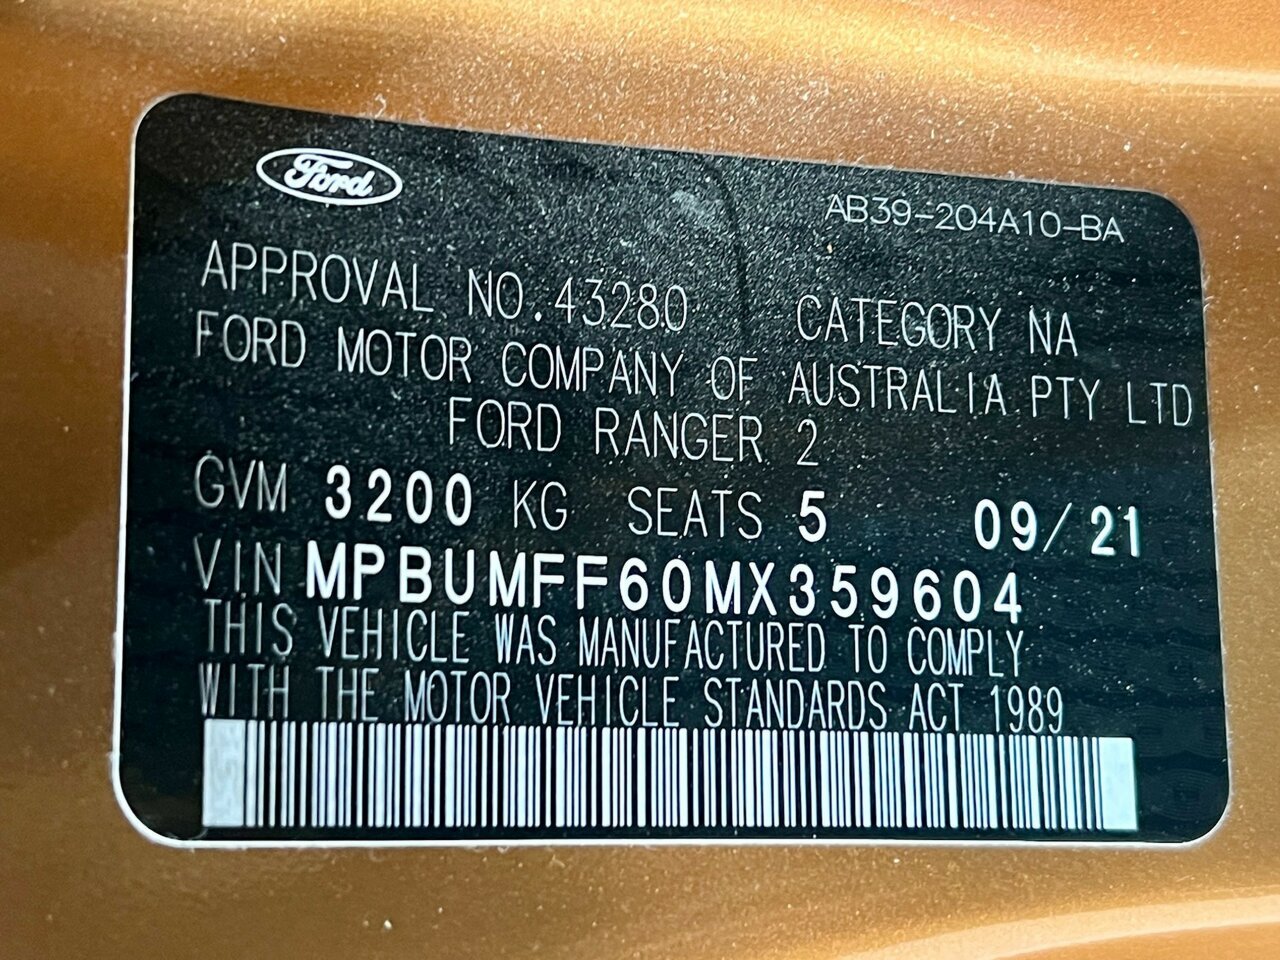 Ford
AB39-204A10-BA
APPROVAL NO.43280 CATEGORY NA
FORD MOTOR COMPANY OF AUSTRALIA PTY LTD
FORD RANGER 2
GVM 3200 KG SEATS 5 09/21
VIN MPBUMFF60MX359604
THIS VEHICLE WAS MANUFACTURED TO COMPLY
WITH THE MOTOR VEHICLE STANDARDS ACT 1989